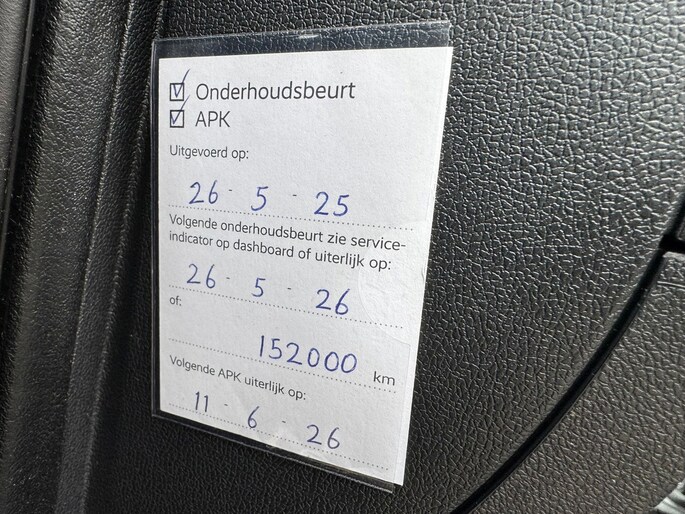 Onderhoudsbeurt
APK
Uitgevoerd op:
26 - 5 - 25
Volgende onderhoudsbeurt zie service-
indicator op dashboard of uiterlijk op:
26 - 5 - 26
of:
152000 km
Volgende APK uiterlijk op:
11 - 6 - 26